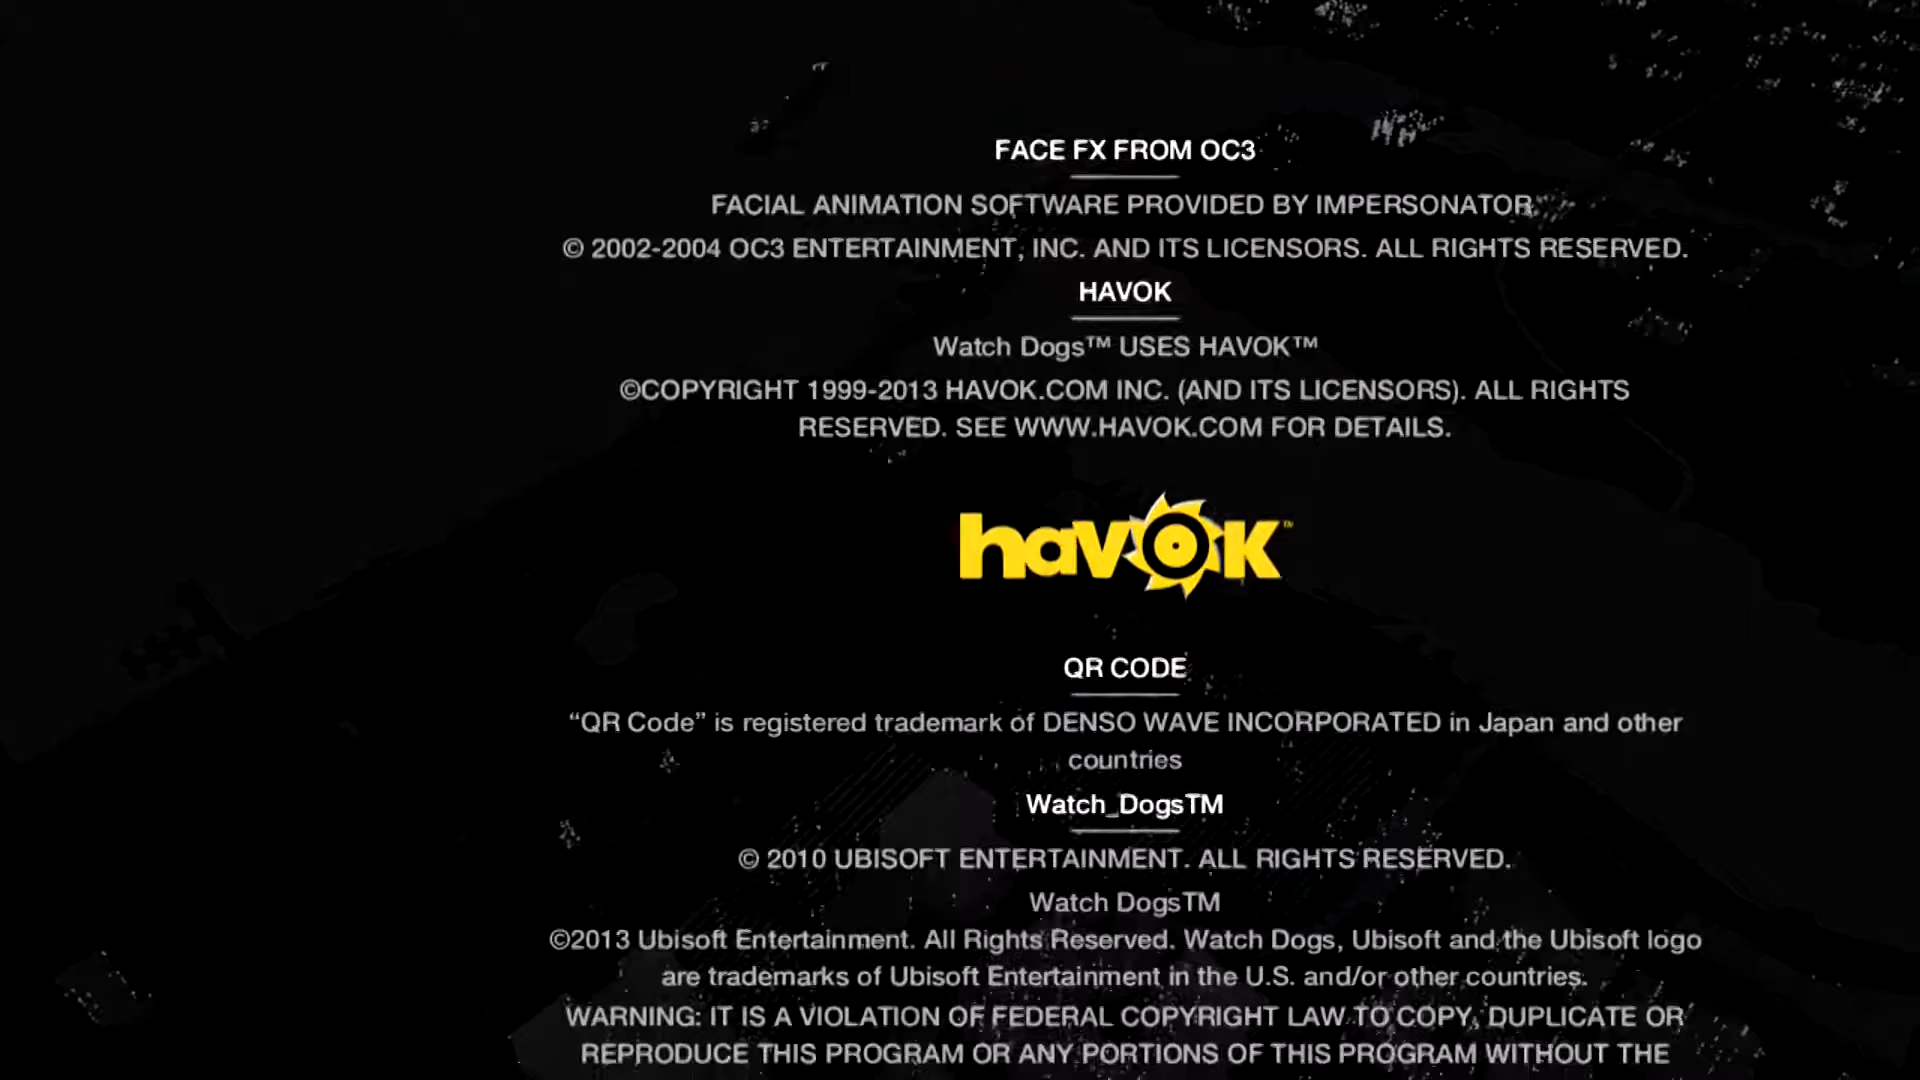 FACE FX FROM OC3
FACIAL ANIMATION SOFTWARE PROVIDED BY IMPERSONATOR.
© 2002-2004 OC3 ENTERTAINMENT, INC. AND ITS LICENSORS. ALL RIGHTS RESERVED.
HAVOK
Watch Dogs™ USES HAVOK™
©COPYRIGHT 1999-2013 HAVOK.COM INC. (AND ITS LICENSORS). ALL RIGHTS
RESERVED. SEE WWW.HAVOK.COM FOR DETAILS.
havok™
QR CODE
“QR Code” is registered trademark of DENSO WAVE INCORPORATED in Japan and other
countries
Watch_DogsTM
© 2010 UBISOFT ENTERTAINMENT. ALL RIGHTS RESERVED.
Watch DogsTM
©2013 Ubisoft Entertainment. All Rights Reserved. Watch Dogs, Ubisoft and the Ubisoft logo
are trademarks of Ubisoft Entertainment in the U.S. and/or other countries.
WARNING: IT IS A VIOLATION OF FEDERAL COPYRIGHT LAW TO COPY, DUPLICATE OR
REPRODUCE THIS PROGRAM OR ANY PORTIONS OF THIS PROGRAM WITHOUT THE